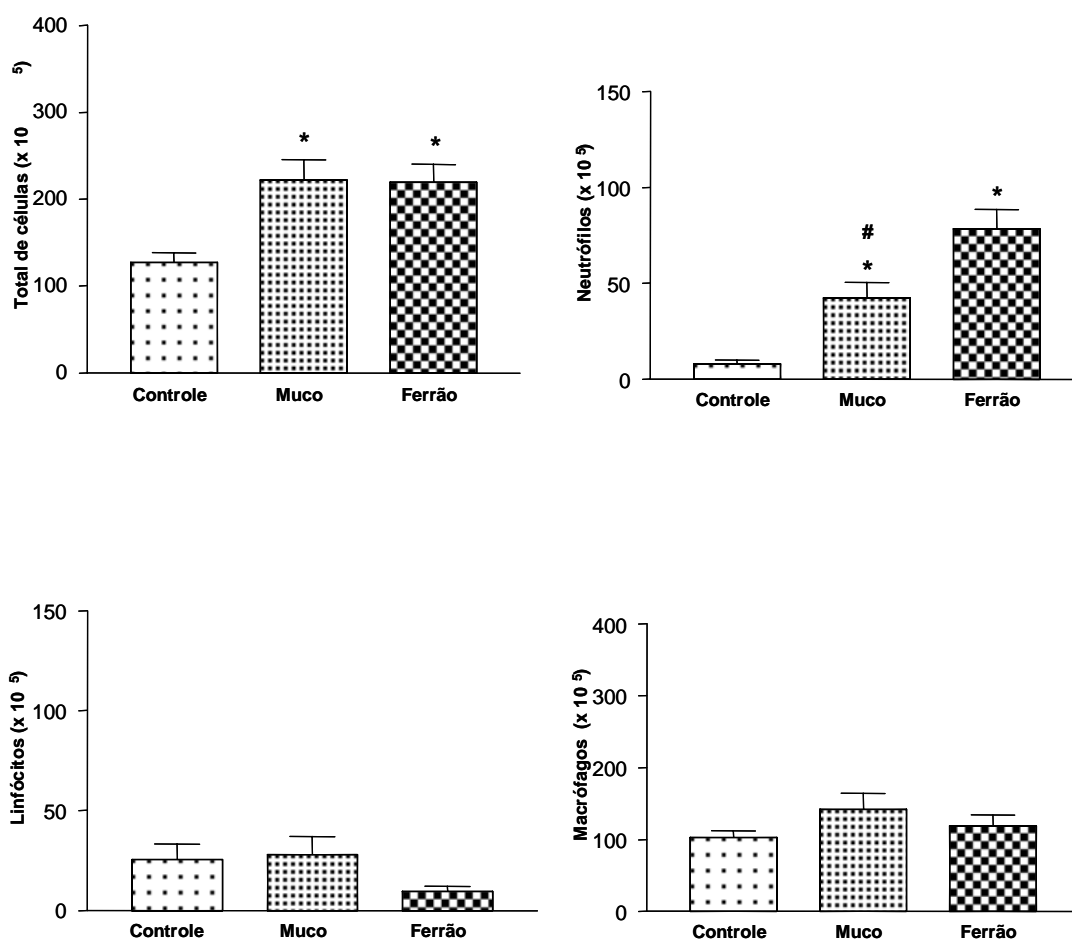 400
300
200
100
0
Total de células (x 10 5)
*
*
Controle Muco Ferrão
150
100
50
0
Neutrófilos (x 10 5)
#
*
*
Controle Muco Ferrão
150
100
50
0
Linfócitos (x 10 5)
Controle Muco Ferrão
400
300
200
100
0
Macrófagos (x 10 5)
Controle Muco Ferrão